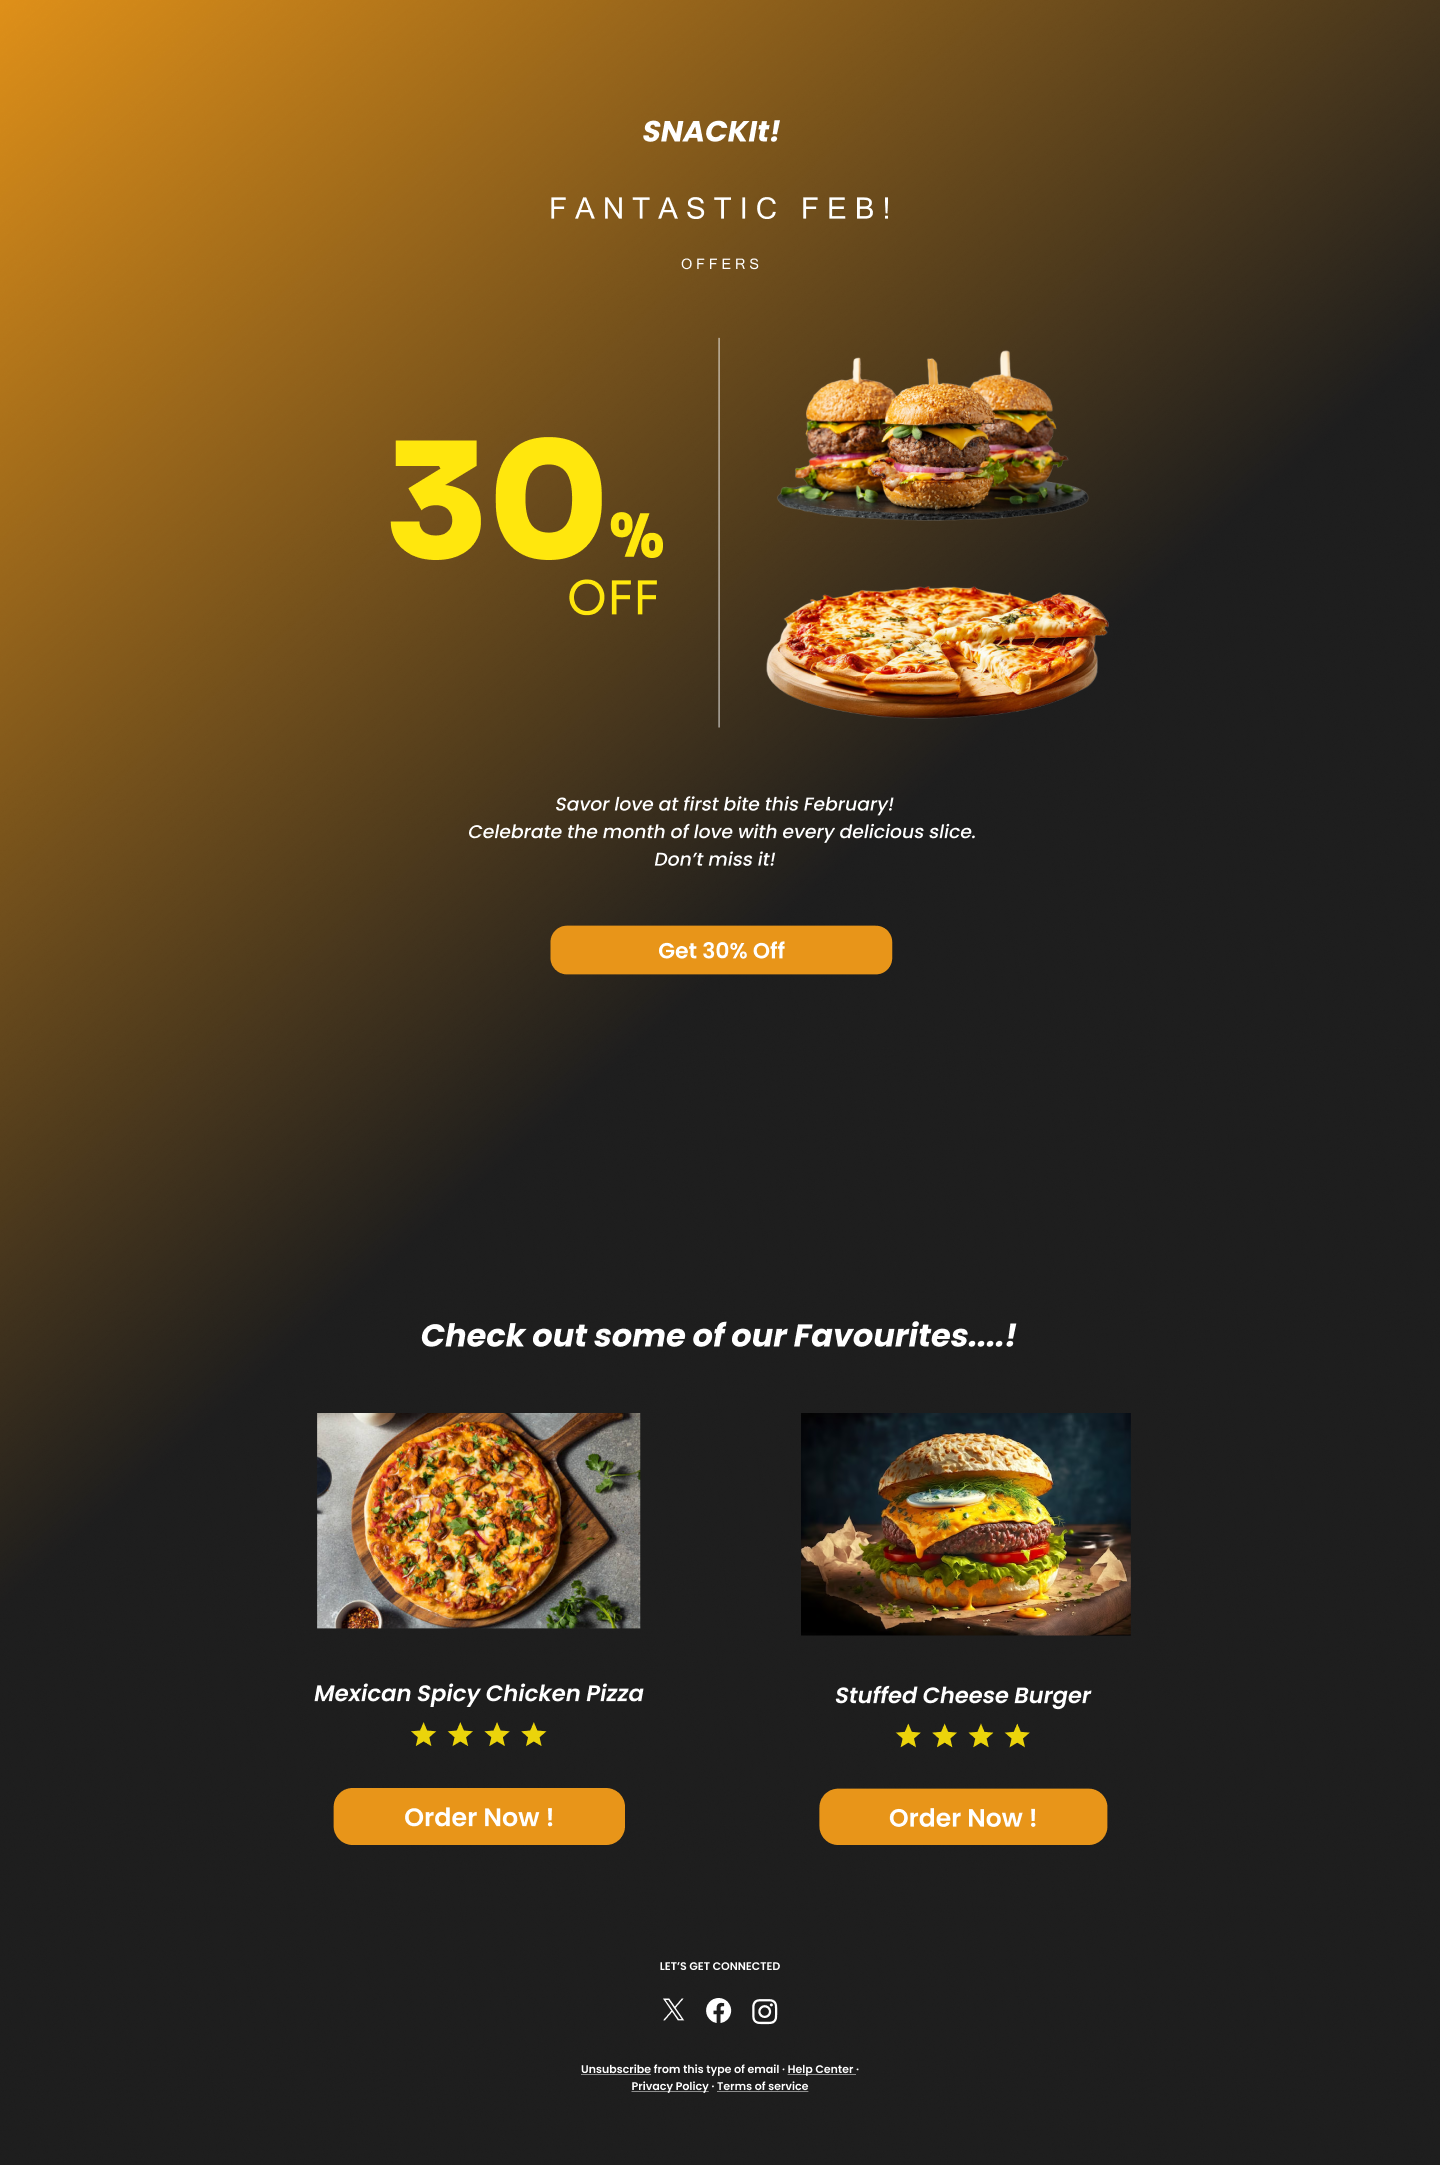 SNACKIt!
FANTASTIC FEB!
OFFERS
30%
OFF
Savor love at first bite this February!
Celebrate the month of love with every delicious slice.
Don’t miss it!
Get 30% Off
Check out some of our Favourites....!
Mexican Spicy Chicken Pizza
Order Now !
Stuffed Cheese Burger
Order Now !
LET’S GET CONNECTED
Unsubscribe from this type of email · Help Center ·
Privacy Policy · Terms of service